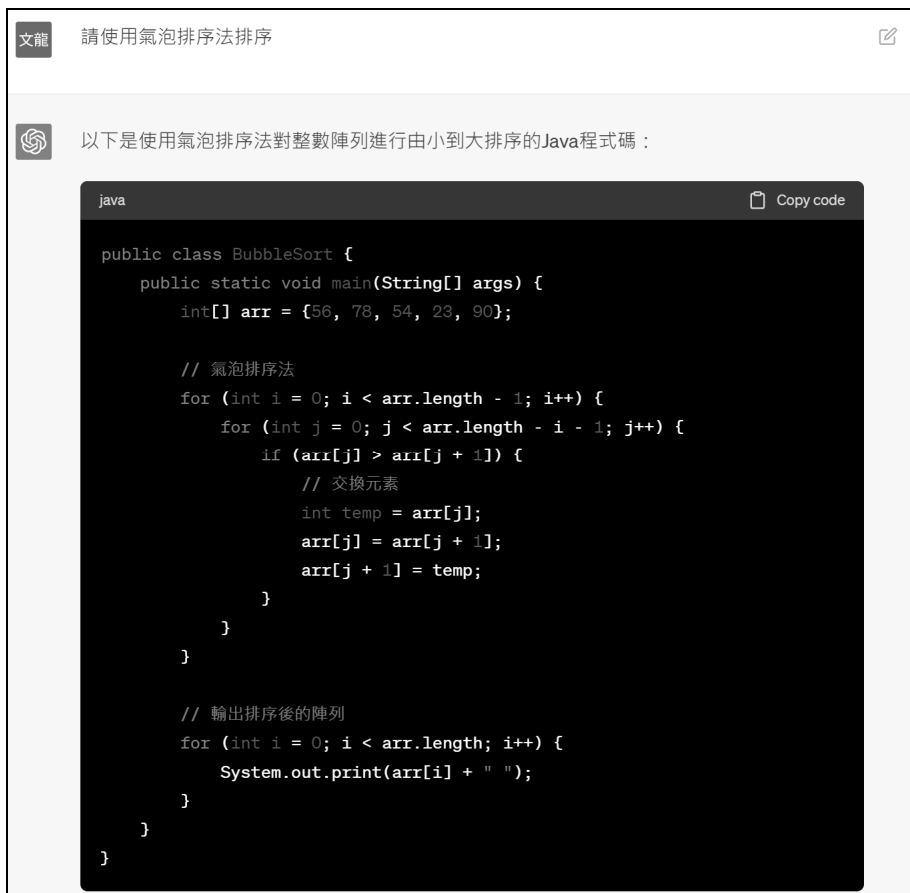 文龍
請使用氣泡排序法排序
以下是使用氣泡排序法對整數陣列進行由小到大排序的Java程式碼：
java
Copy code
public class BubbleSort {
    public static void main(String[] args) {
        int[] arr = {56, 78, 54, 23, 90};
        // 氣泡排序法
        for (int i = 0; i < arr.length - 1; i++) {
            for (int j = 0; j < arr.length - i - 1; j++) {
                if (arr[j] > arr[j + 1]) {
                    // 交換元素
                    int temp = arr[j];
                    arr[j] = arr[j + 1];
                    arr[j + 1] = temp;
                }
            }
        }
        // 輸出排序後的陣列
        for (int i = 0; i < arr.length; i++) {
            System.out.print(arr[i] + " ");
        }
    }
}